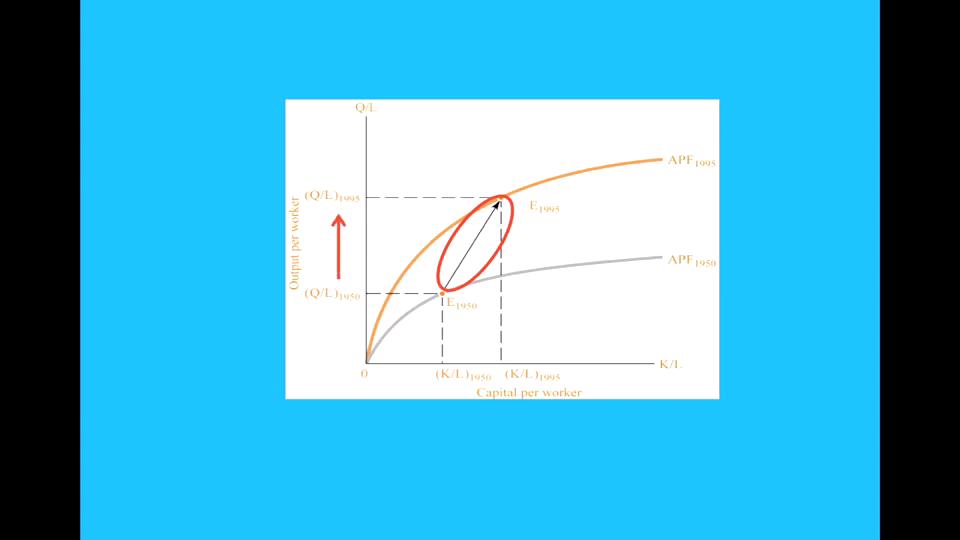 Q/L
APF1995
(Q/L)1995
E1995
Output per worker
APF1950
(Q/L)1950
E1950
K/L
0
(K/L)1950
(K/L)1995
Capital per worker